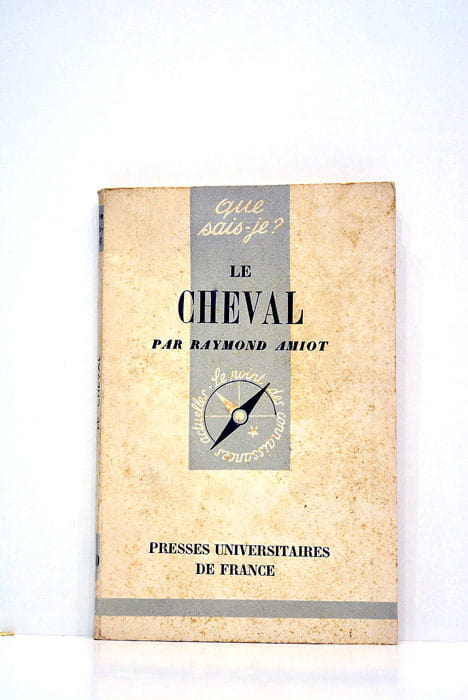 que
sais-je?
LE
CHEVAL
PAR RAYMOND AMIOT
Le point des connaissances actuelles.
PRESSES UNIVERSITAIRES
DE FRANCE